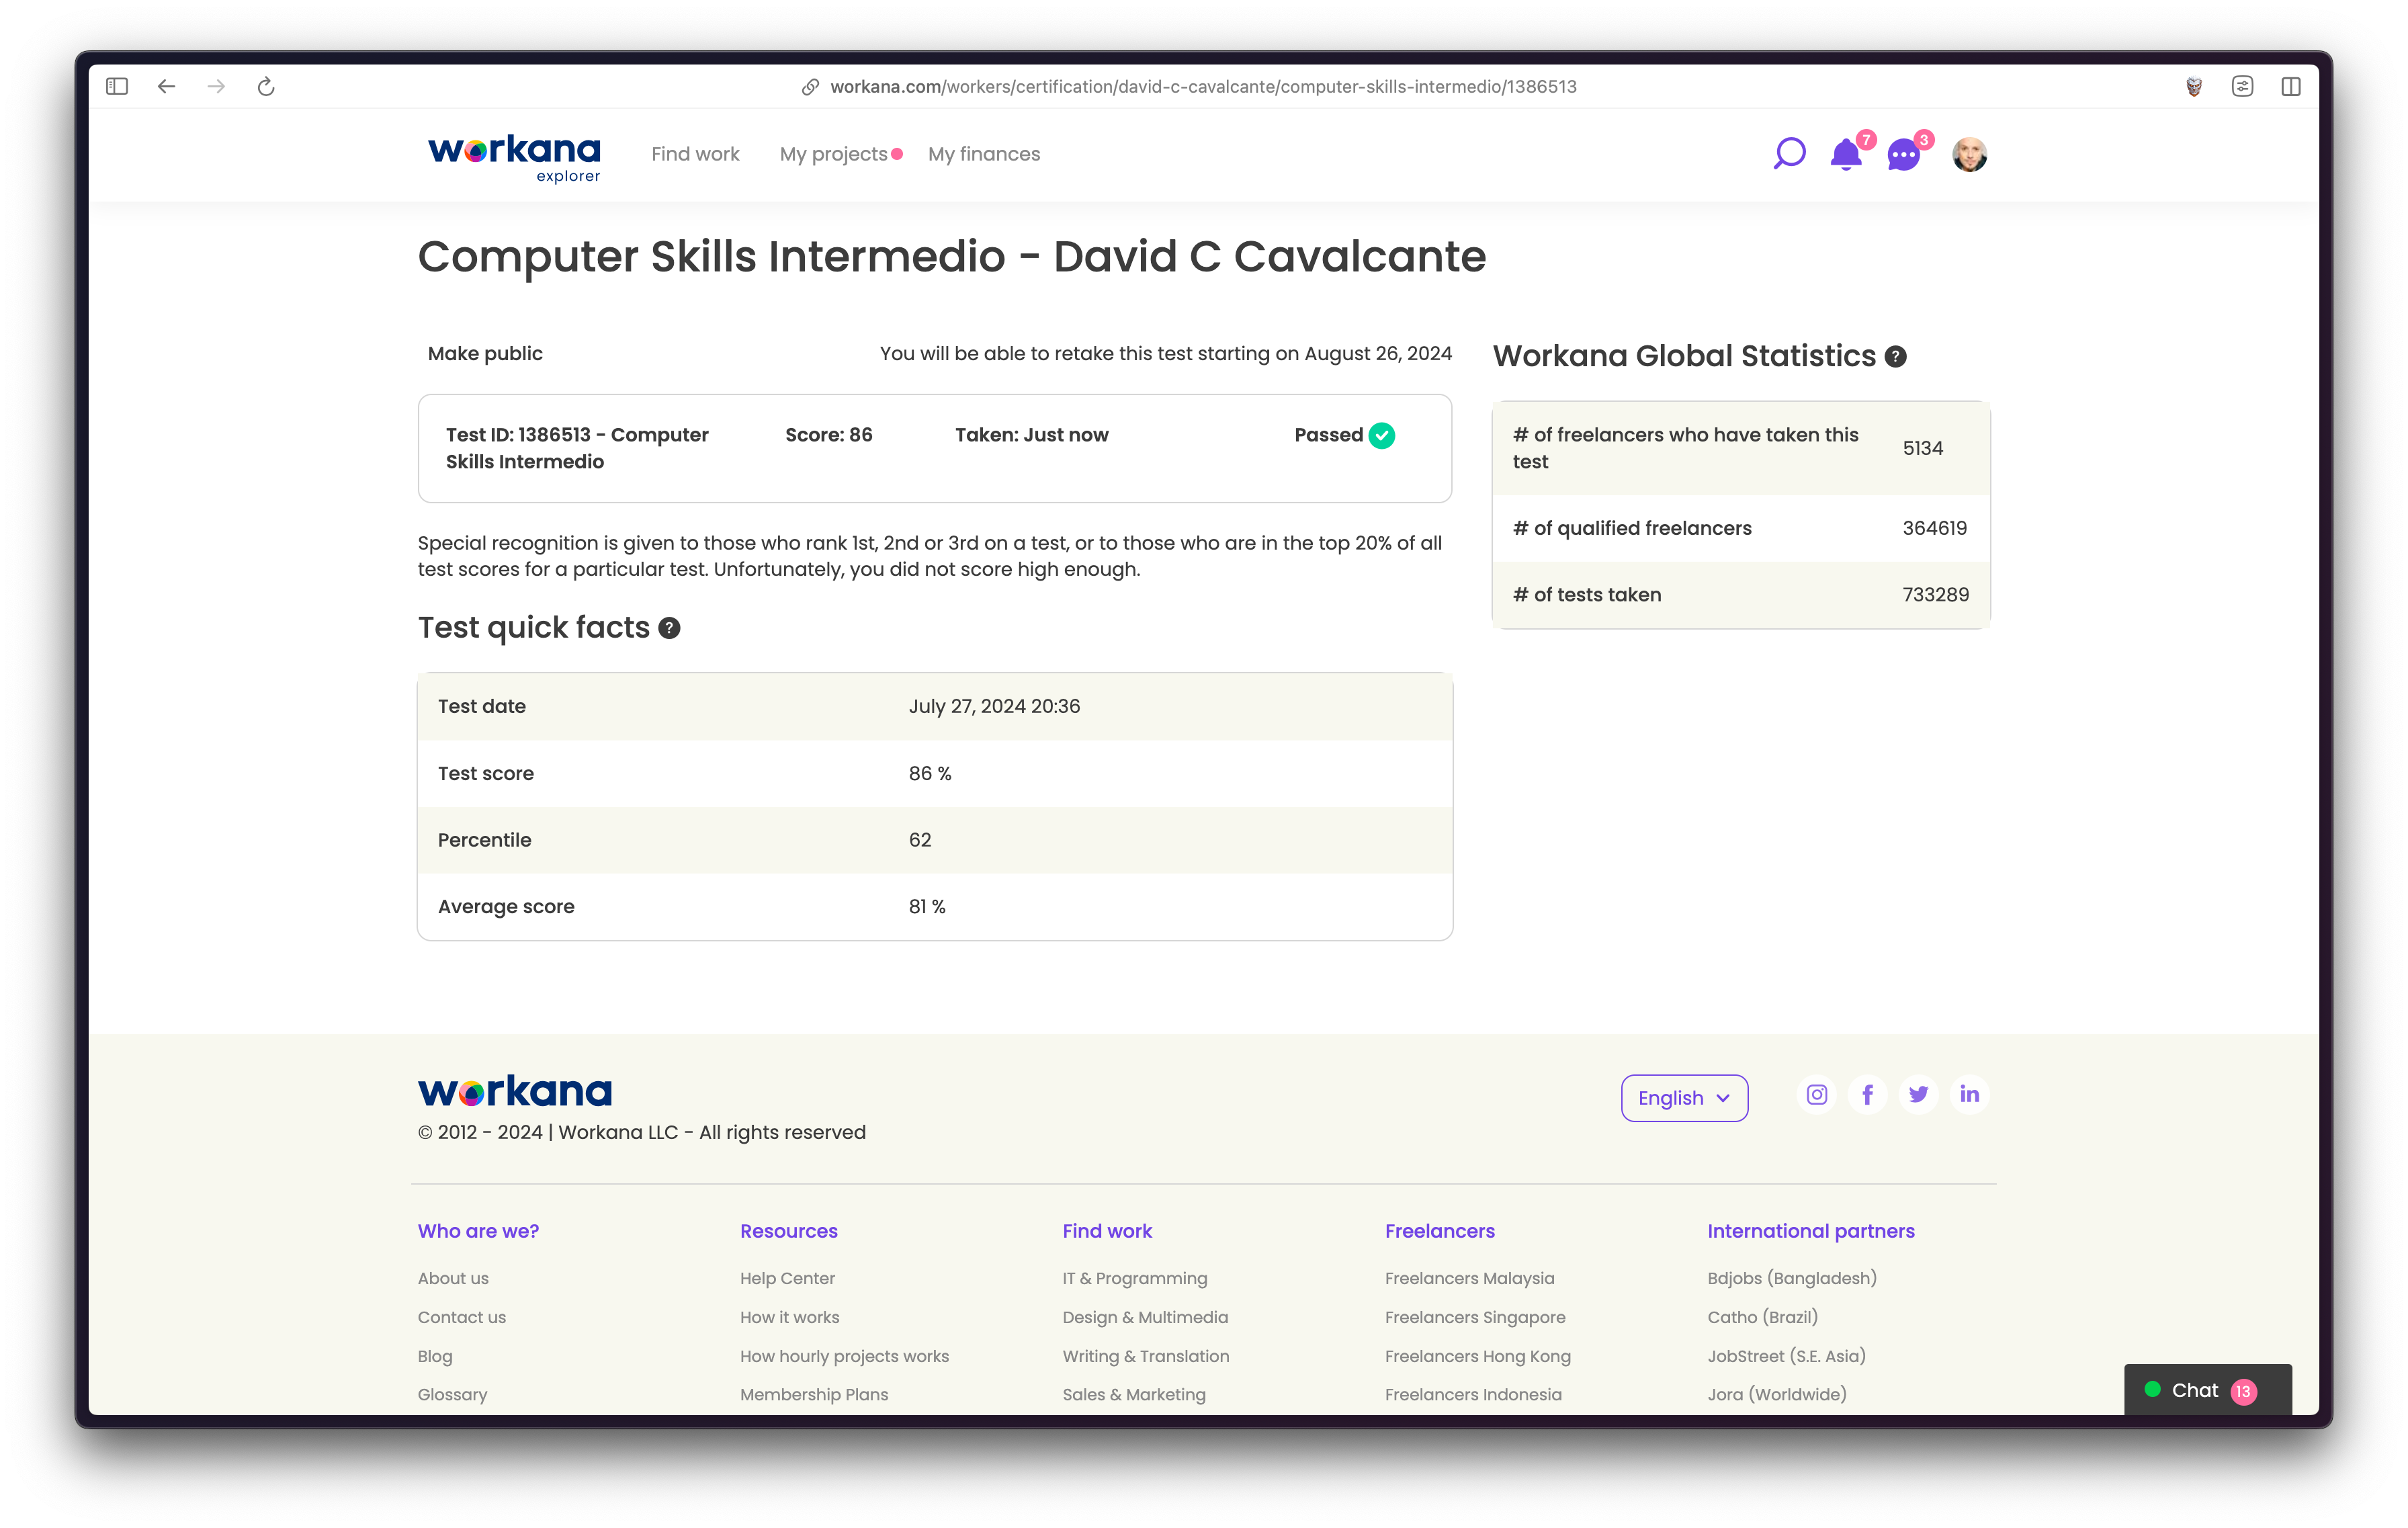 workana.com/workers/certification/david-c-cavalcante/computer-skills-intermedio/1386513
workana
explorer
Find work
My projects
My finances
7
3
Computer Skills Intermedio - David C Cavalcante
Make public
You will be able to retake this test starting on August 26, 2024
Test ID: 1386513 - Computer
Skills Intermedio
Score: 86
Taken: Just now
Passed
Special recognition is given to those who rank 1st, 2nd or 3rd on a test, or to those who are in the top 20% of all
test scores for a particular test. Unfortunately, you did not score high enough.
Test quick facts ?
Test date July 27, 2024 20:36
Test score 86 %
Percentile 62
Average score 81 %
Workana Global Statistics ?
# of freelancers who have taken this
test
5134
# of qualified freelancers 364619
# of tests taken 733289
workana
© 2012 - 2024 | Workana LLC - All rights reserved
English
Who are we?
About us
Contact us
Blog
Glossary
Resources
Help Center
How it works
How hourly projects works
Membership Plans
Find work
IT & Programming
Design & Multimedia
Writing & Translation
Sales & Marketing
Freelancers
Freelancers Malaysia
Freelancers Singapore
Freelancers Hong Kong
Freelancers Indonesia
International partners
Bdjobs (Bangladesh)
Catho (Brazil)
JobStreet (S.E. Asia)
Jora (Worldwide)
Chat 13